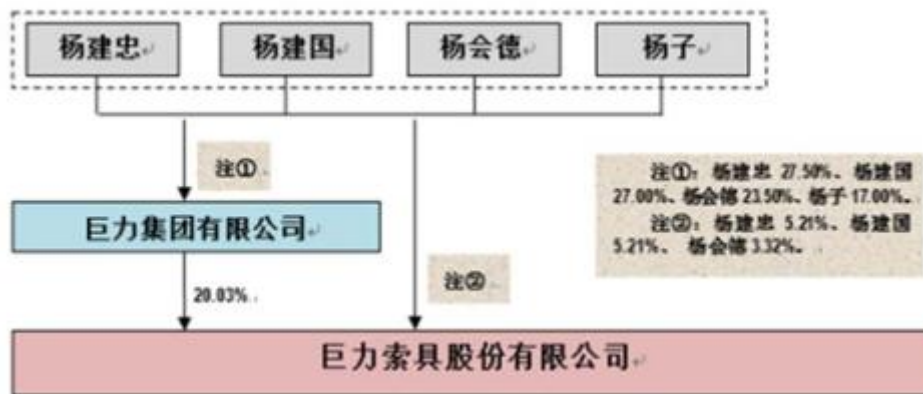 杨建忠
杨建国
杨会德
杨子
注①
注①：杨建忠 27.50%、杨建国
27.00%、杨会德 23.50%、杨子 17.00%。
注②：杨建忠 5.21%、杨建国
5.21%、 杨会德 3.32%。
巨力集团有限公司
20.03%
注②
巨力索具股份有限公司